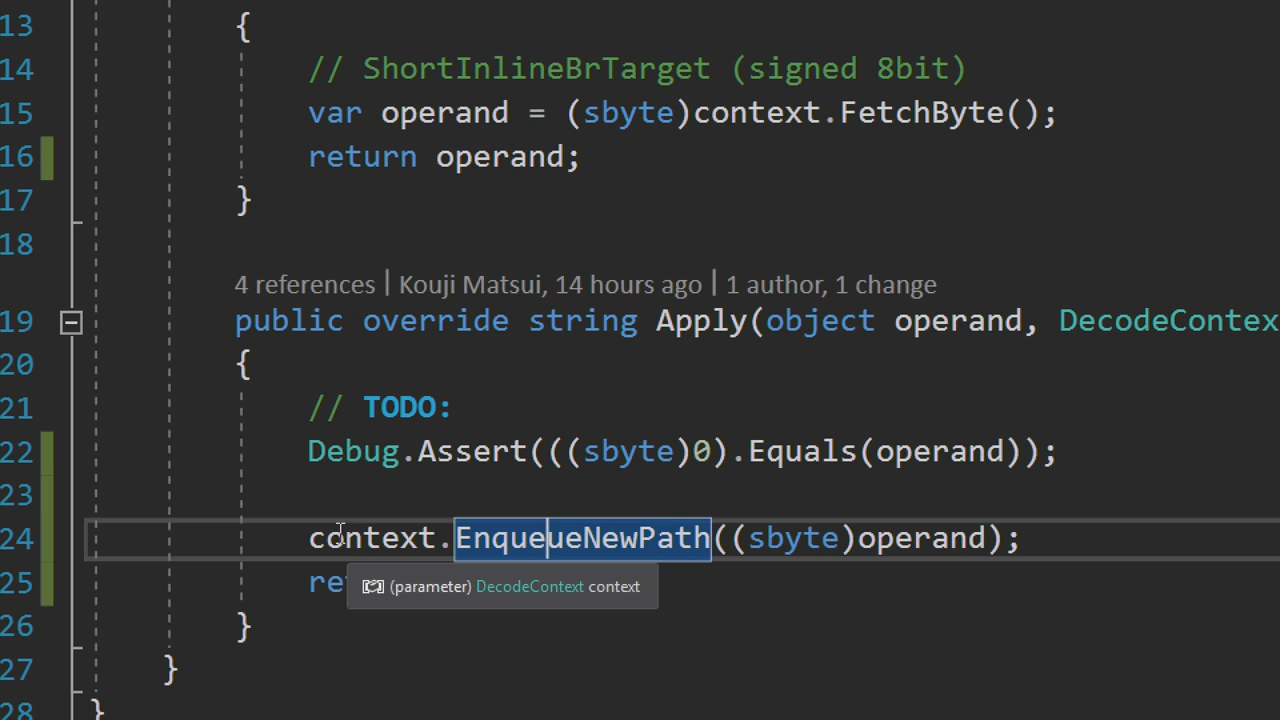 13 {
14 // ShortInlineBrTarget (signed 8bit)
15 var operand = (sbyte)context.FetchByte();
16 return operand;
17 }
18
4 references | Kouji Matsui, 14 hours ago | 1 author, 1 change
19 public override string Apply(object operand, DecodeContex
20 {
21 // TODO:
22 Debug.Assert(((sbyte)0).Equals(operand));
23
24 context.EnqueueNewPath((sbyte)operand);
25 re
(parameter) DecodeContext context
26 }
27 }
28 }